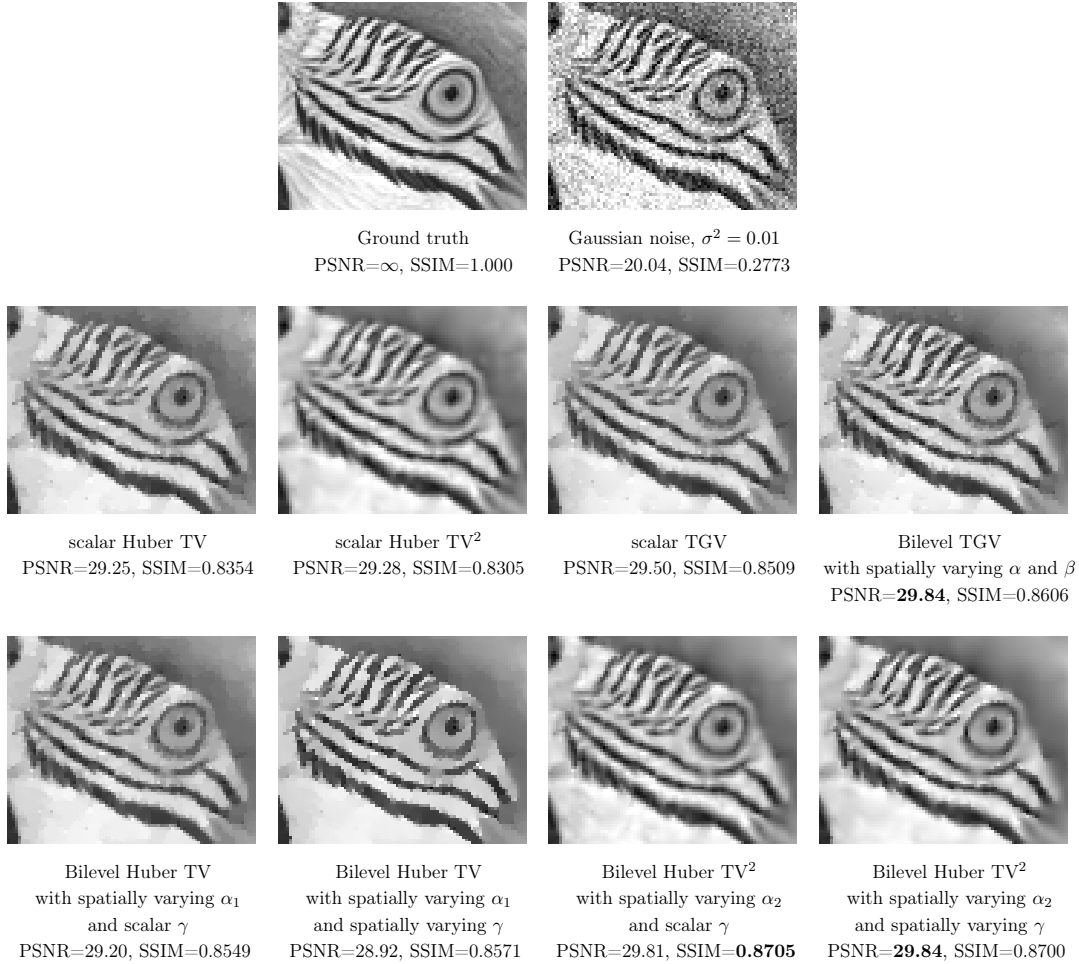 Ground truth
PSNR=∞, SSIM=1.000
Gaussian noise, σ² = 0.01
PSNR=20.04, SSIM=0.2773
scalar Huber TV
PSNR=29.25, SSIM=0.8354
scalar Huber TV²
PSNR=29.28, SSIM=0.8305
scalar TGV
PSNR=29.50, SSIM=0.8509
Bilevel TGV
with spatially varying α and β
PSNR=29.84, SSIM=0.8606
Bilevel Huber TV
with spatially varying α₁
and scalar γ
PSNR=29.20, SSIM=0.8549
Bilevel Huber TV
with spatially varying α₁
and spatially varying γ
PSNR=28.92, SSIM=0.8571
Bilevel Huber TV²
with spatially varying α₂
and scalar γ
PSNR=29.81, SSIM=0.8705
Bilevel Huber TV²
with spatially varying α₂
and spatially varying γ
PSNR=29.84, SSIM=0.8700